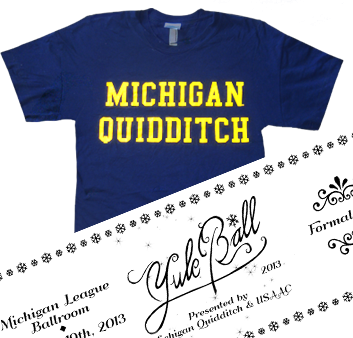 MICHIGAN
QUIDDITCH
Yule Ball
2013
Presented by
Michigan Quidditch & USAAC
Michigan League
Ballroom
10th, 2013
Formal